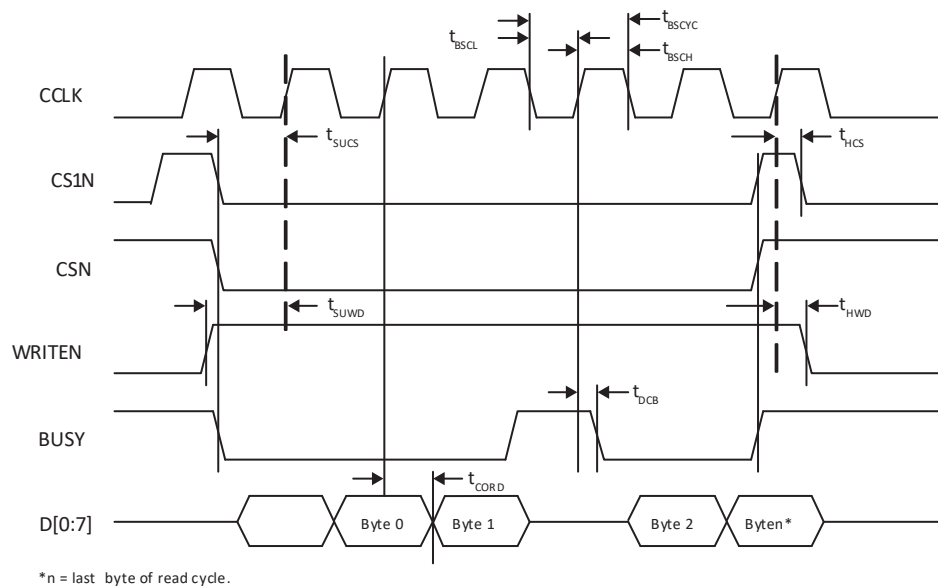 tBSCYC
tBSCL
tBSCH
CCLK
tSUCS
tHCS
CS1N
CSN
tSUWD
tHWD
WRITEN
tDCB
BUSY
tCORD
D[0:7]
Byte 0
Byte 1
Byte 2
Byten*
*n = last byte of read cycle.